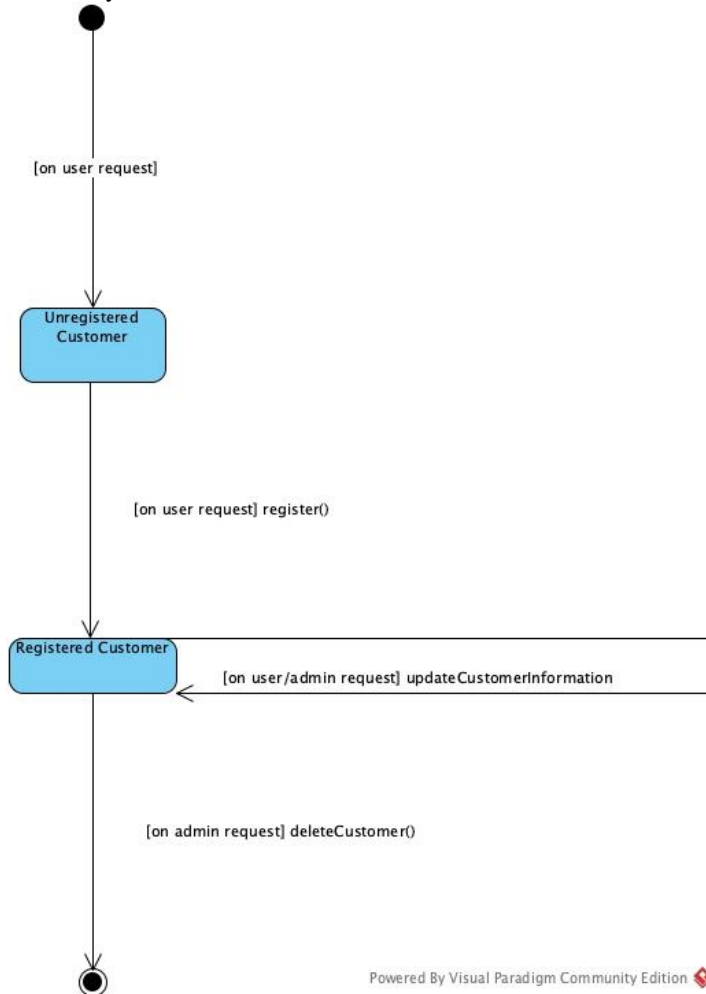 [on user request]
Unregistered
Customer
[on user request] register()
Registered Customer
[on user/admin request] updateCustomerInformation
[on admin request] deleteCustomer()
Powered By Visual Paradigm Community Edition